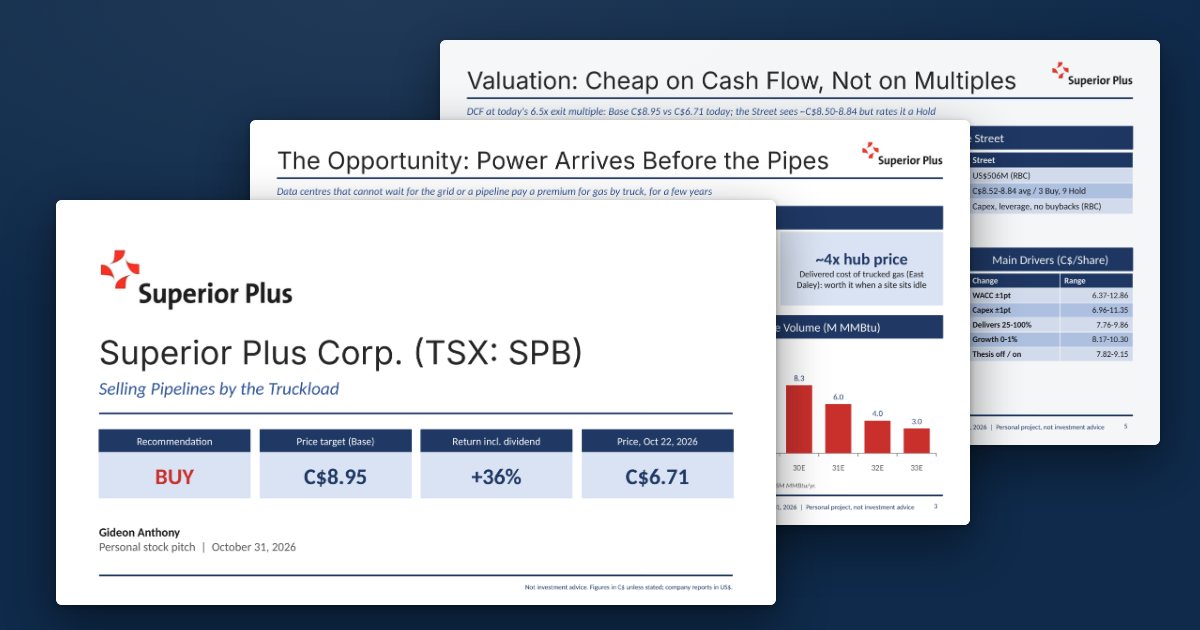 Valuation: Cheap on Cash Flow, Not on Multiples
Superior Plus
DCF at today's 6.5x exit multiple: Base C$8.95 vs C$6.71 today; the Street sees ~C$8.50-8.84 but rates it a Hold
Street
Street
US$506M (RBC)
C$8.52-8.84 avg / 3 Buy, 9 Hold
Capex, leverage, no buybacks (RBC)
Main Drivers (C$/Share)
Change Range
WACC ±1pt 6.37-12.86
Capex ±1pt 6.96-11.35
Delivers 25-100% 7.76-9.86
Growth 0-1% 8.17-10.30
Thesis off / on 7.82-9.15
2026 | Personal project, not investment advice 5
The Opportunity: Power Arrives Before the Pipes
Superior Plus
Data centres that cannot wait for the grid or a pipeline pay a premium for gas by truck, for a few years
~4x hub price
Delivered cost of trucked gas (East
Daley): worth it when a site sits idle
Volume (M MMBtu)
8.3
6.0
4.0
3.0
30E 31E 32E 33E
MMBtu/yr.
2026 | Personal project, not investment advice 3
Superior Plus
Superior Plus Corp. (TSX: SPB)
Selling Pipelines by the Truckload
Recommendation Price target (Base) Return incl. dividend Price, Oct 22, 2026
BUY C$8.95 +36% C$6.71
Gideon Anthony
Personal stock pitch | October 31, 2026
Not investment advice. Figures in C$ unless stated; company reports in US$.